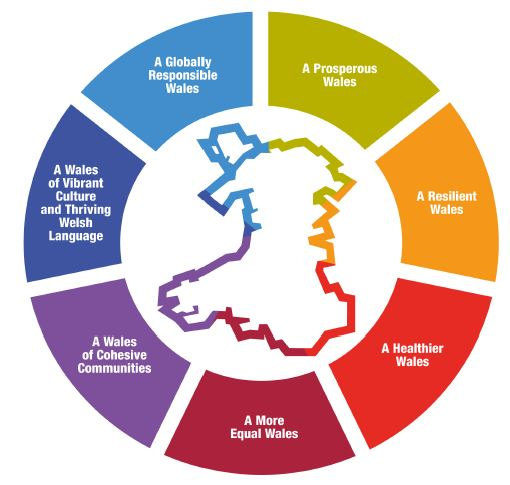 A Globally
Responsible
Wales
A Prosperous
Wales
A Resilient
Wales
A Healthier
Wales
A More
Equal Wales
A Wales
of Cohesive
Communities
A Wales
of Vibrant
Culture
and Thriving
Welsh
Language